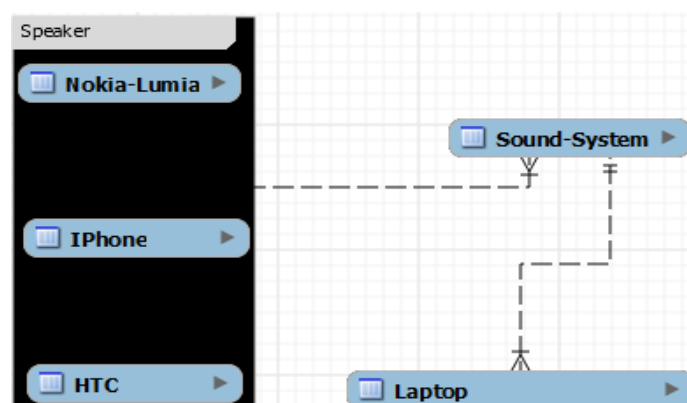 Speaker
Nokia-Lumia
Sound-System
IPhone
HTC
Laptop